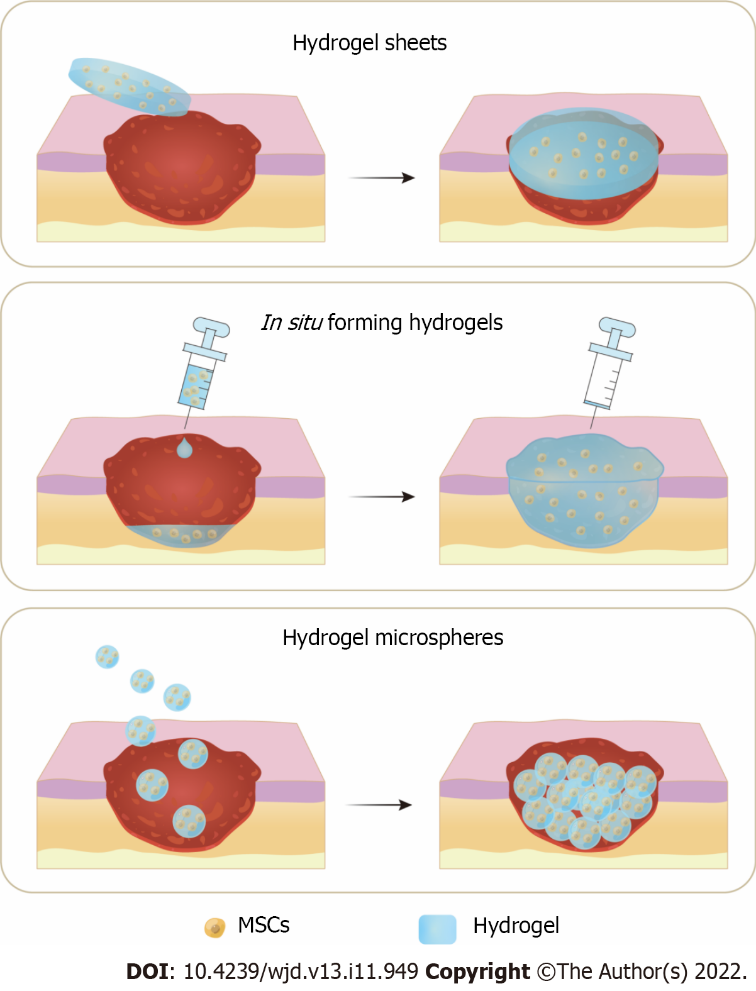 Hydrogel sheets
In situ forming hydrogels
Hydrogel microspheres
MSCs
Hydrogel
DOI: 10.4239/wjd.v13.i11.949 Copyright ©The Author(s) 2022.